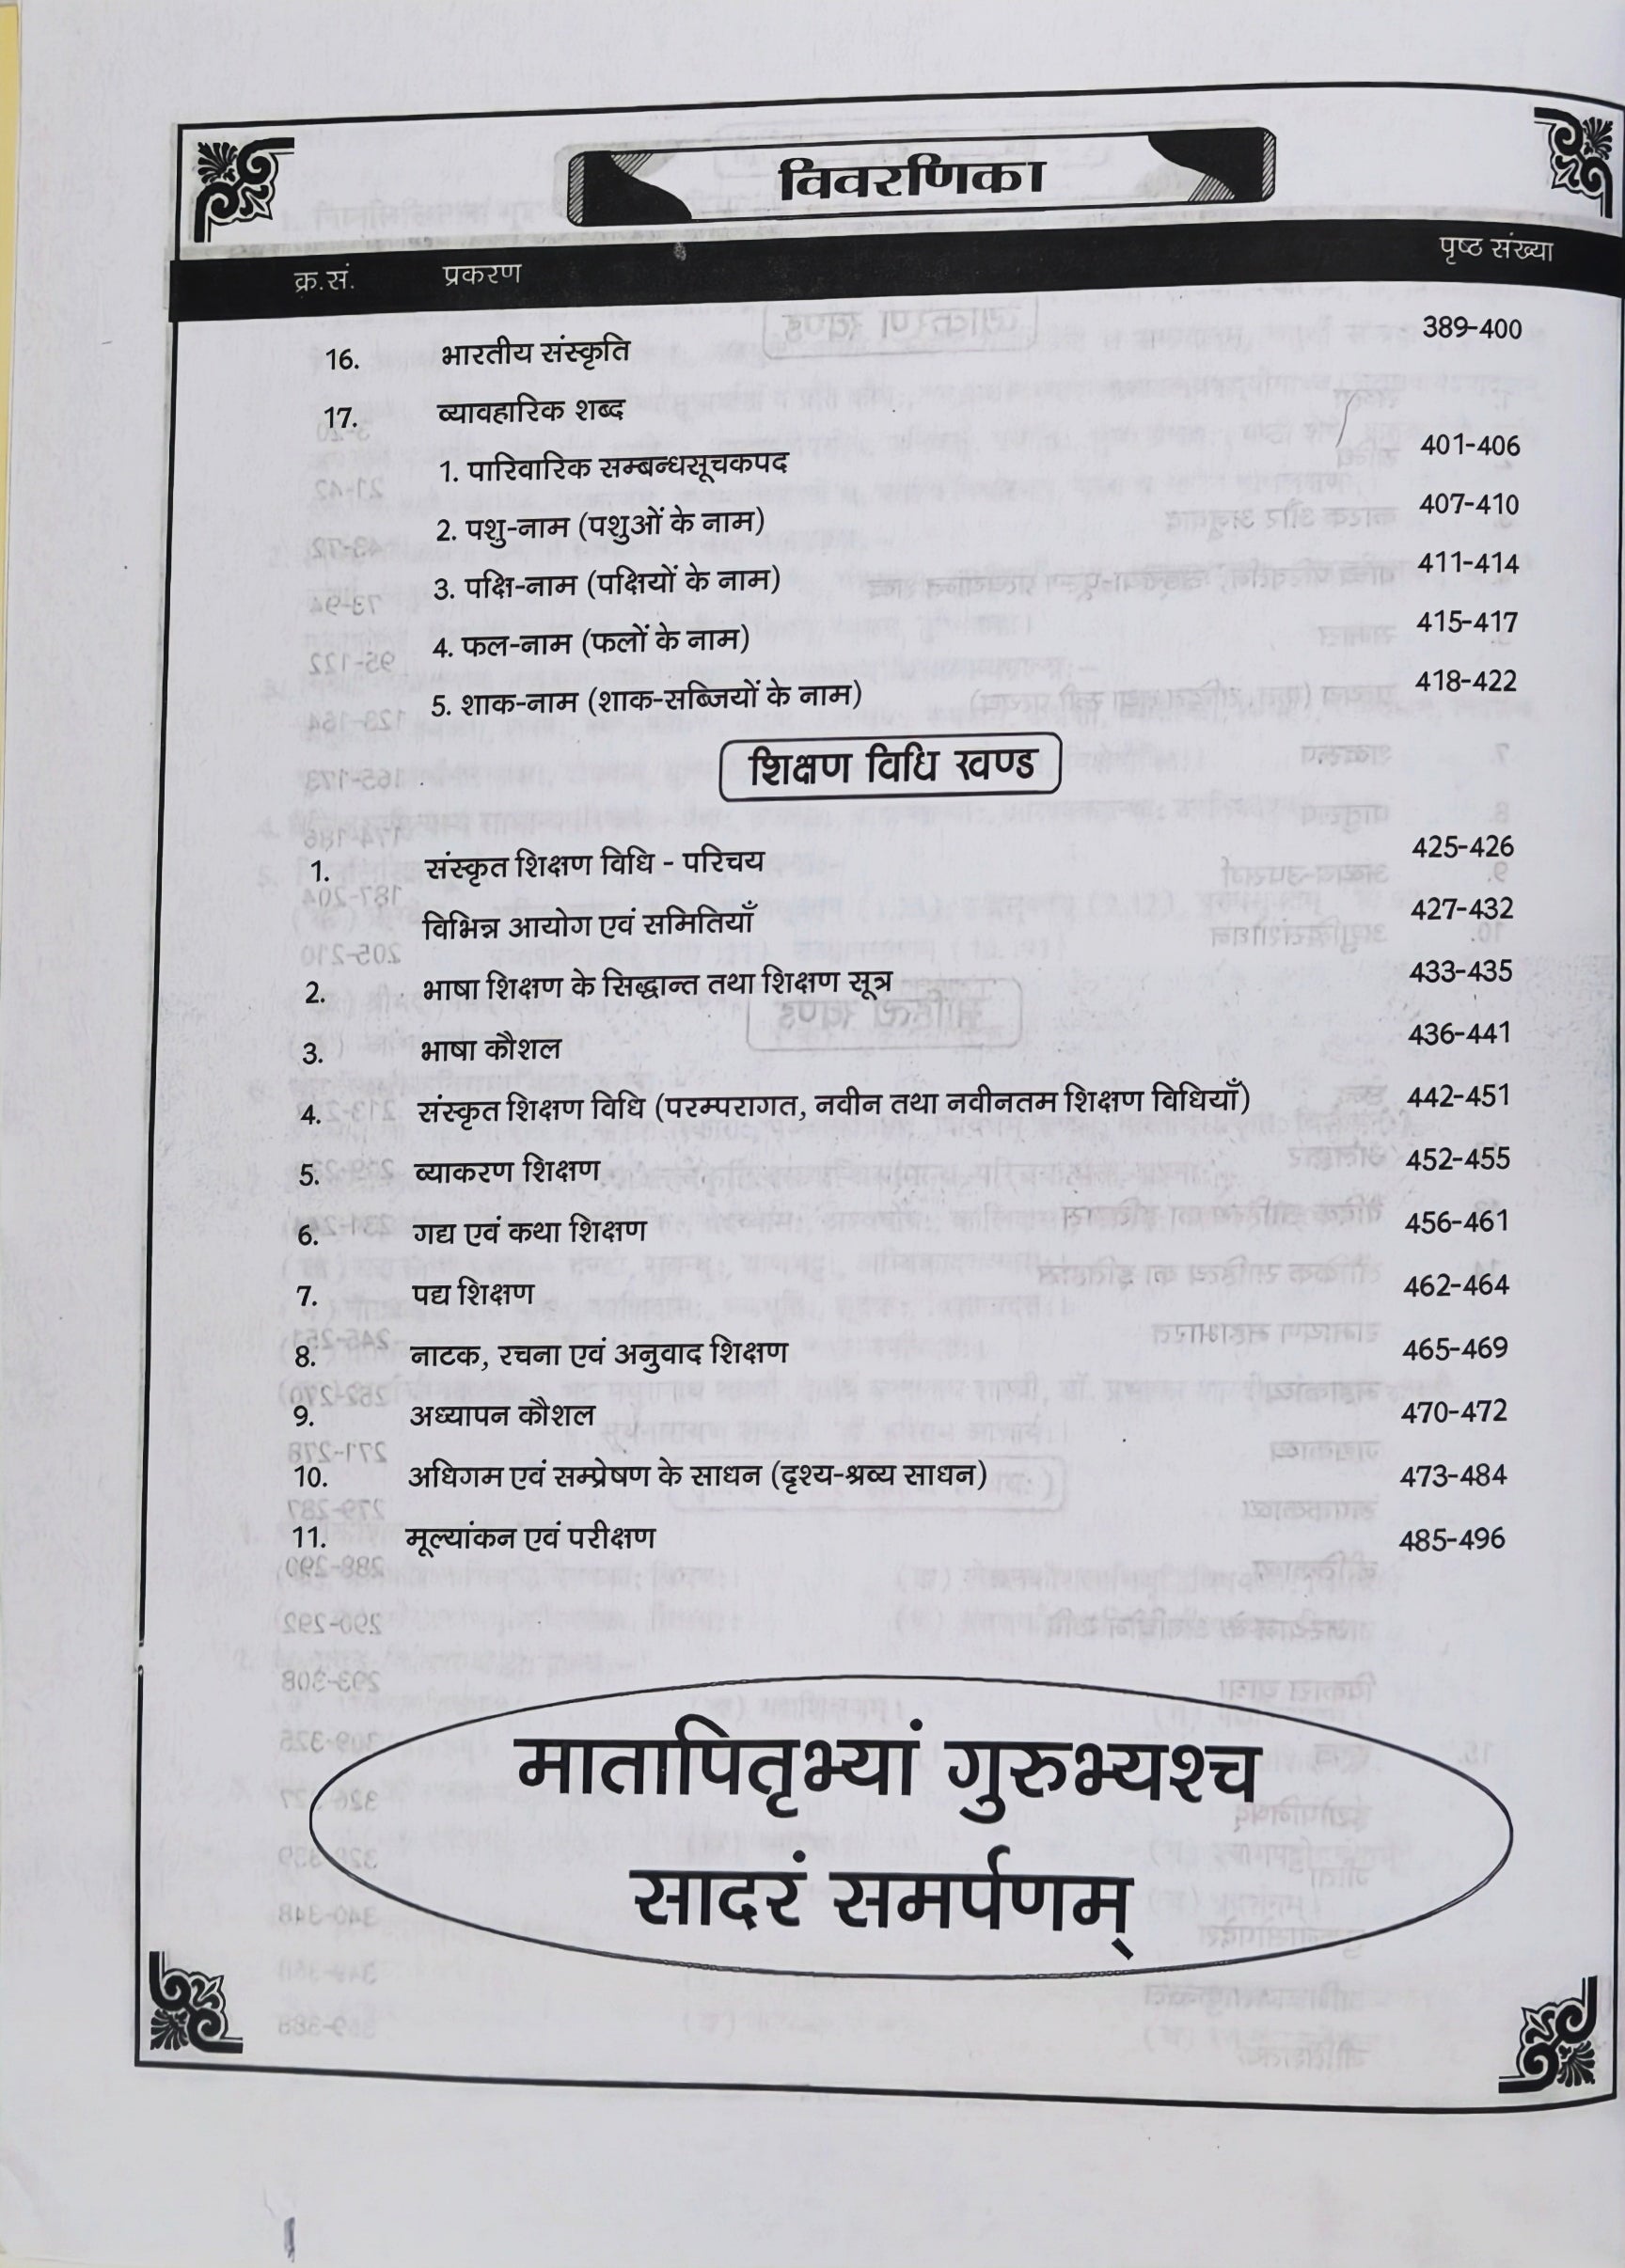 विवरणिका
क्र.सं. प्रकरण पृष्ठ संख्या
16. भारतीय संस्कृति 389-400
17. व्यावहारिक शब्द
1. पारिवारिक सम्बन्धसूचकपद 401-406
2. पशु-नाम (पशुओं के नाम) 407-410
3. पक्षि-नाम (पक्षियों के नाम) 411-414
4. फल-नाम (फलों के नाम) 415-417
5. शाक-नाम (शाक-सब्जियों के नाम) 418-422
शिक्षण विधि खण्ड
1. संस्कृत शिक्षण विधि - परिचय 425-426
विभिन्न आयोग एवं समितियाँ 427-432
2. भाषा शिक्षण के सिद्धान्त तथा शिक्षण सूत्र 433-435
3. भाषा कौशल 436-441
4. संस्कृत शिक्षण विधि (परम्परागत, नवीन तथा नवीनतम शिक्षण विधियाँ) 442-451
5. व्याकरण शिक्षण 452-455
6. गद्य एवं कथा शिक्षण 456-461
7. पद्य शिक्षण 462-464
8. नाटक, रचना एवं अनुवाद शिक्षण 465-469
9. अध्यापन कौशल 470-472
10. अधिगम एवं सम्प्रेषण के साधन (दृश्य-श्रव्य साधन) 473-484
11. मूल्यांकन एवं परीक्षण 485-496
मातापितृभ्यां गुरुभ्यश्च
सादरं समर्पणम्